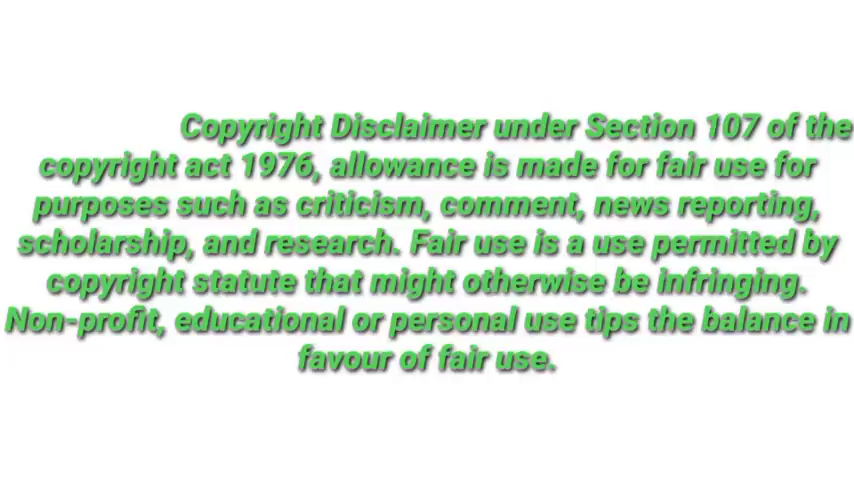 Copyright Disclaimer under Section 107 of the
copyright act 1976, allowance is made for fair use for
purposes such as criticism, comment, news reporting,
scholarship, and research. Fair use is a use permitted by
copyright statute that might otherwise be infringing.
Non-profit, educational or personal use tips the balance in
favour of fair use.